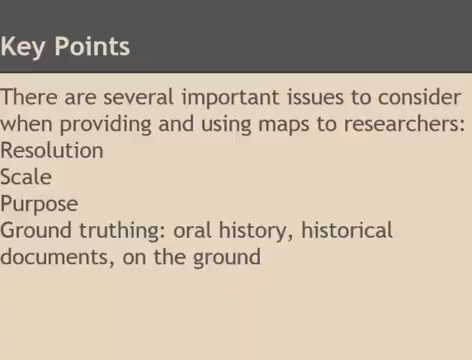 Key Points
There are several important issues to consider
when providing and using maps to researchers:
Resolution
Scale
Purpose
Ground truthing: oral history, historical
documents, on the ground